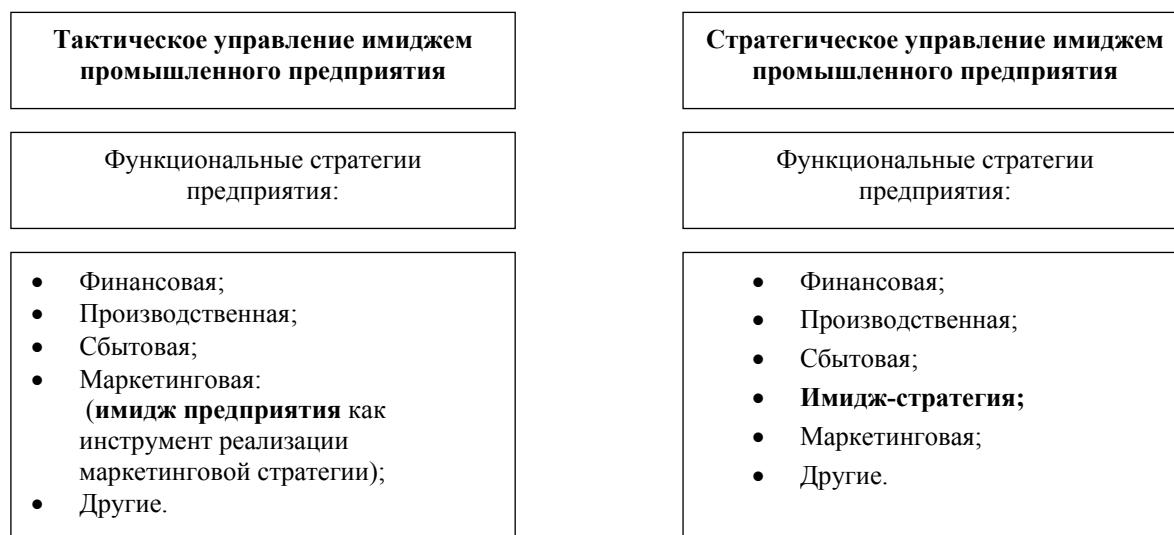 Тактическое управление имиджем
промышленного предприятия
Функциональные стратегии
предприятия:
• Финансовая;
• Производственная;
• Сбытовая;
• Маркетинговая:
(имидж предприятия как
инструмент реализации
маркетинговой стратегии);
• Другие.
Стратегическое управление имиджем
промышленного предприятия
Функциональные стратегии
предприятия:
• Финансовая;
• Производственная;
• Сбытовая;
• Имидж-стратегия;
• Маркетинговая;
• Другие.